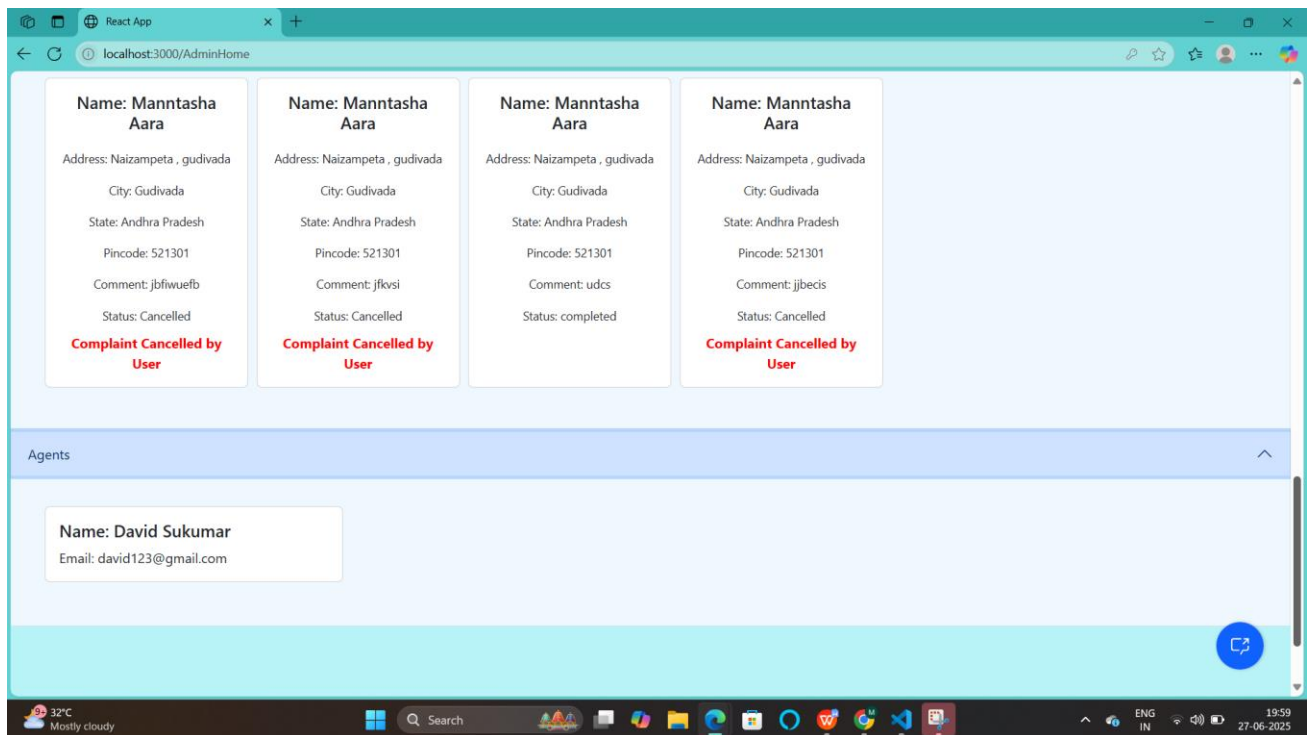 React App
localhost:3000/AdminHome
Name: Manntasha
Aara
Address: Naizampeta , gudivada
City: Gudivada
State: Andhra Pradesh
Pincode: 521301
Comment: jbfiwuefb
Status: Cancelled
Complaint Cancelled by
User
Name: Manntasha
Aara
Address: Naizampeta , gudivada
City: Gudivada
State: Andhra Pradesh
Pincode: 521301
Comment: jfkvsi
Status: Cancelled
Complaint Cancelled by
User
Name: Manntasha
Aara
Address: Naizampeta , gudivada
City: Gudivada
State: Andhra Pradesh
Pincode: 521301
Comment: udcs
Status: completed
Name: Manntasha
Aara
Address: Naizampeta , gudivada
City: Gudivada
State: Andhra Pradesh
Pincode: 521301
Comment: jjbecis
Status: Cancelled
Complaint Cancelled by
User
Agents
Name: David Sukumar
Email: david123@gmail.com
9+
32°C
Mostly cloudy
Search
ENG
IN
19:59
27-06-2025